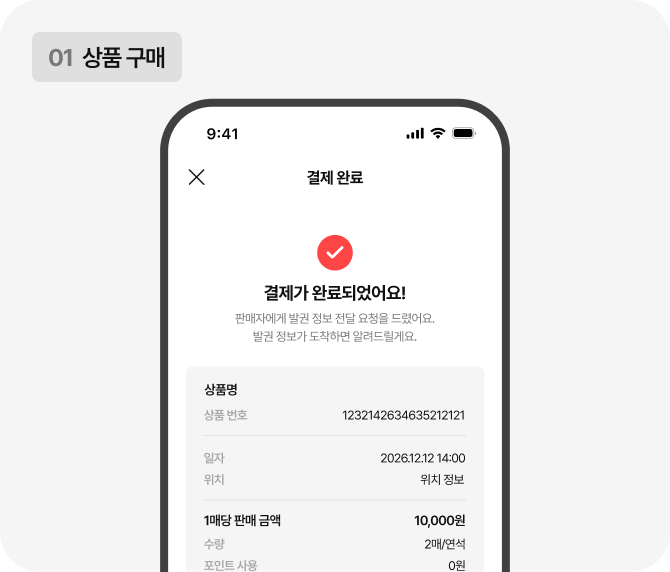 01 상품 구매
9:41
결제 완료
결제가 완료되었어요!
판매자에게 발권 정보 전달 요청을 드렸어요.
발권 정보가 도착하면 알려드릴게요.
상품명
상품 번호 1232142634635212121
일자 2026.12.12 14:00
위치 위치 정보
1매당 판매 금액 10,000원
수량 2매/연석
포인트 사용 0원